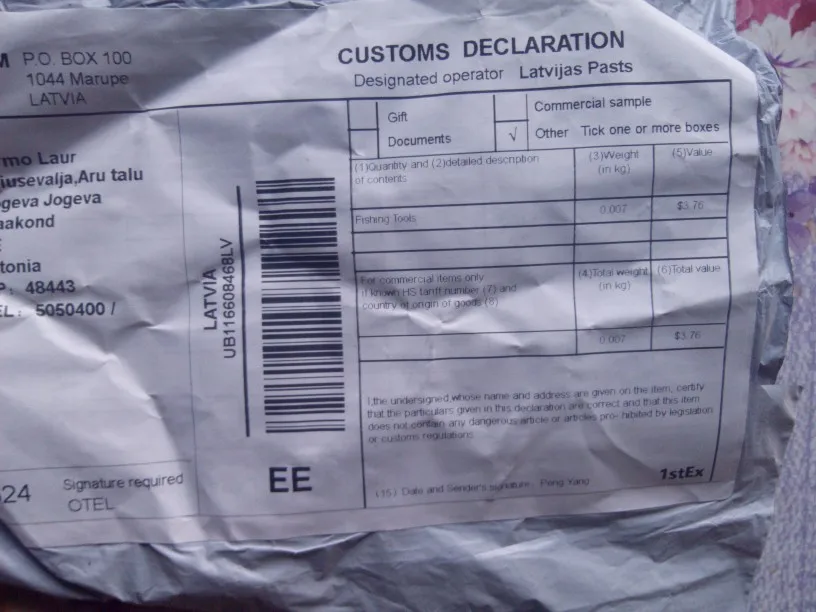 P.O. BOX 100
1044 Marupe
LATVIA
CUSTOMS DECLARATION
Designated operator Latvijas Pasts
Gift
Commercial sample
Documents
√ Other Tick one or more boxes
(1)Quantity and (2)detailed description
of contents
(3)Weight
(in kg)
(5)Value
Fishing Tools
0.007
$3.76
For commercial items only
If known HS tariff number (7) and
country of origin of goods (8)
(4)Total weight
(in kg)
(6)Total value
0.007
$3.76
I,the undersigned,whose name and address are given on the item, certify
that the particulars given in this declaration are correct and that this item
does not contain any dangerous article or articles pro- hibited by legislation
or customs regulations
(15) Date and Sender's signature: Peng Yang
1stEx
Laur
Aru talu
Jogeva
tonia
48443
5050400 /
LATVIA
UB116608468LV
EE
24
Signature required
OTEL